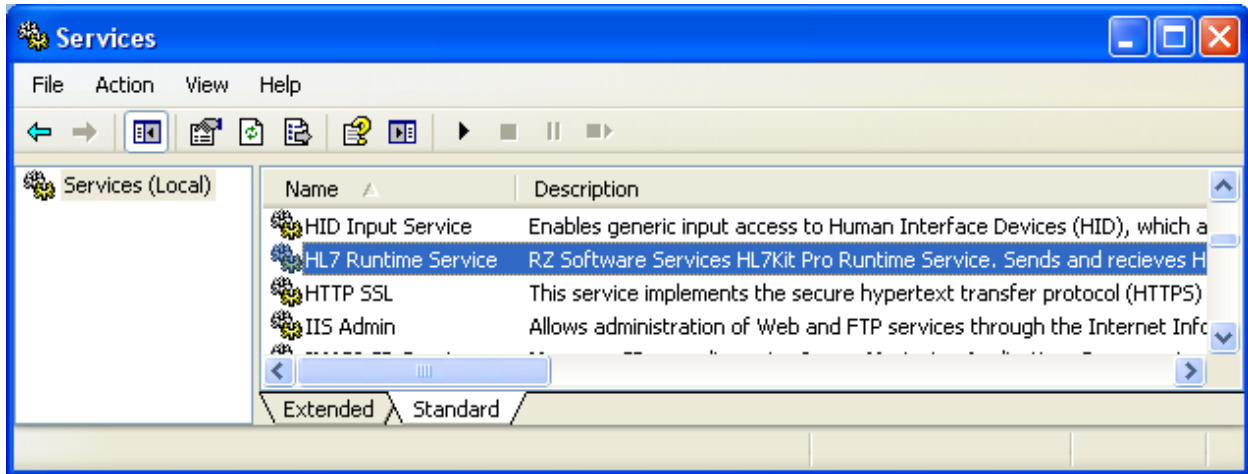 Services
File Action View Help
Services (Local)
Name Description
HID Input Service Enables generic input access to Human Interface Devices (HID), which a
HL7 Runtime Service RZ Software Services HL7Kit Pro Runtime Service. Sends and recieves H
HTTP SSL This service implements the secure hypertext transfer protocol (HTTPS)
IIS Admin Allows administration of Web and FTP services through the Internet Info
Extended Standard